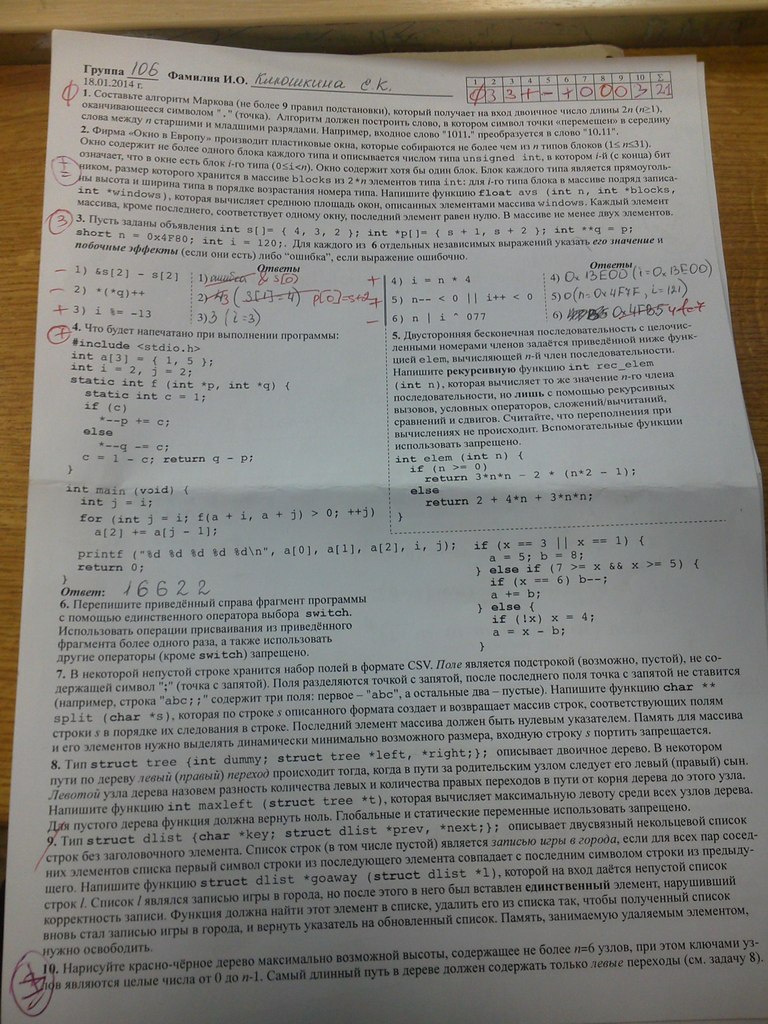 Группа 106 Фамилия И.О. Клюшкина Е.К.
18.01.2014 г.
1 2 3 4 5 6 7 8 9 10 Σ
3 3 + - + 0 0 0 3 21
1. Составьте алгоритм Маркова (не более 9 правил подстановки), который получает на вход двоичное число длины 2n (n≥1),
оканчивающееся символом "." (точка). Алгоритм должен построить слово, в котором символ точки «перемещен» в середину
слова между n старшими и младшими разрядами. Например, входное слово "1011." преобразуется в слово "10.11".
2. Фирма «Окно в Европу» производит пластиковые окна, которые собираются не более чем из n типов блоков (1≤ n≤31).
Окно содержит не более одного блока каждого типа и описывается числом типа unsigned int, в котором i-й (с конца) бит
означает, что в окне есть блок i-го типа (0≤i<n). Окно содержит хотя бы один блок. Блок каждого типа является прямоуголь-
ником, размер которого хранится в массиве blocks из 2*n элементов типа int: для i-го типа блока в массиве подряд записа-
ны высота и ширина типа в порядке возрастания номера типа. Напишите функцию float avr (int n, int *blocks,
int *windows), которая вычисляет среднюю площадь окон, описанных элементами массива windows. Каждый элемент
массива, кроме последнего, соответствует одному окну, последний элемент равен нулю. В массиве не менее двух элементов.
3
3. Пусть заданы объявления int s[]= { 4, 3, 2 }; int *p[]= { s + 1, s + 2 }; int **q = p;
short n = 0x4F80; int i = 120;. Для каждого из 6 отдельных независимых выражений указать его значение и
побочные эффекты (если они есть) либо "ошибка", если выражение ошибочно.
Ответы
- 1) &s[2] - s[2] 1) ошибка & s[0]
- 2) *(*q)++ 2) 3 (s[1]=4) p[0]=s+2
+ 3) i %= -13 3) 3 (i=3)
Ответы
+ 4) i = n * 4 4) 0x13E00 (i=0x13E00)
+ 5) n-- < 0 || i++ < 0 5) 0 (n=0x4F7F, i=121)
- 6) n | i ^ 077 6) 0x4FB5
4. Что будет напечатано при выполнении программы:
#include <stdio.h>
int a[3] = { 1, 5 };
int i = 2, j = 2;
static int f (int *p, int *q) {
static int c = 1;
if (c)
*--p += c;
else
*--q -= c;
c = 1 - c; return q - p;
}
int main (void) {
int j = i;
for (int j = i; f(a + i, a + j) > 0; ++j)
a[2] += a[j - 1];
printf ("%d %d %d %d %d\n", a[0], a[1], a[2], i, j);
return 0;
}
Ответ: 1 6 6 2 2
5. Двусторонняя бесконечная последовательность с целочис-
ленными номерами членов задаётся приведённой ниже функ-
цией elem, вычисляющей n-й член последовательности.
Напишите рекурсивную функцию int rec_elem
(int n), которая вычисляет то же значение n-го члена
последовательности, но лишь с помощью рекурсивных
вызовов, условных операторов, сложений/вычитаний,
сравнений и сдвигов. Считайте, что переполнения при
вычислениях не происходит. Вспомогательные функции
использовать запрещено.
int elem (int n) {
if (n >= 0)
return 3*n*n - 2 * (n*2 - 1);
else
return 2 + 4*n + 3*n*n;
}
6. Перепишите приведённый справа фрагмент программы
с помощью единственного оператора выбора switch.
Использовать операции присваивания из приведённого
фрагмента более одного раза, а также использовать
другие операторы (кроме switch) запрещено.
if (x == 3 || x == 1) {
a = 5; b = 8;
} else if (7 >= x && x >= 5) {
if (x == 6) b--;
a += b;
} else {
if (!x) x = 4;
a = x - b;
}
7. В некоторой непустой строке хранится набор полей в формате CSV. Поле является подстрокой (возможно, пустой), не со-
держащей символ ";" (точка с запятой). Поля разделяются точкой с запятой, после последнего поля точка с запятой не ставится
(например, строка "abc;;" содержит три поля: первое – "abc", а остальные два – пустые). Напишите функцию char **
split (char *s), которая по строке s описанного формата создает и возвращает массив строк, соответствующих полям
строки s в порядке их следования в строке. Последний элемент массива должен быть нулевым указателем. Память для массива
и его элементов нужно выделять динамически минимально возможного размера, входную строку s портить запрещается.
8. Тип struct tree {int dummy; struct tree *left, *right;}; описывает двоичное дерево. В некотором
пути по дереву левый (правый) переход происходит тогда, когда в пути за родительским узлом следует его левый (правый) сын.
Левотой узла дерева назовем разность количества левых и количества правых переходов в пути от корня дерева до этого узла.
Напишите функцию int maxleft (struct tree *t), которая вычисляет максимальную левоту среди всех узлов дерева.
Для пустого дерева функция должна вернуть ноль. Глобальные и статические переменные использовать запрещено.
9. Тип struct dlist {char *key; struct dlist *prev, *next;}; описывает двусвязный некольцевой список
строк без заголовочного элемента. Список строк (в том числе пустой) является записью игры в города, если для всех пар сосед-
них элементов списка первый символ строки из последующего элемента совпадает с последним символом строки из предыду-
щего. Напишите функцию struct dlist *goaway (struct dlist *l), которой на вход даётся непустой список
строк l. Список l являлся записью игры в города, но после этого в него был вставлен единственный элемент, нарушивший
корректность записи. Функция должна найти этот элемент в списке, удалить его из списка так, чтобы полученный список
вновь стал записью игры в города, и вернуть указатель на обновленный список. Память, занимаемую удаляемым элементом,
нужно освободить.
10. Нарисуйте красно-чёрное дерево максимально возможной высоты, содержащее не более n=6 узлов, при этом ключами уз-
лов являются целые числа от 0 до n-1. Самый длинный путь в дереве должен содержать только левые переходы (см. задачу 8).